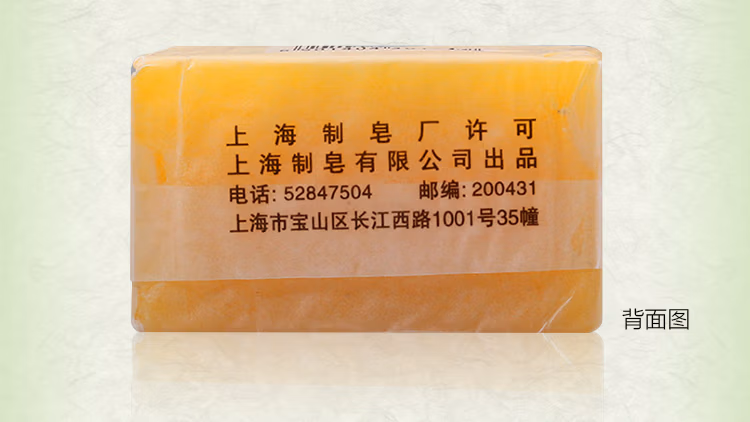 上海制皂厂许可
上海制皂有限公司出品
电话: 52847504 邮编: 200431
上海市宝山区长江西路1001号35幢
背面图